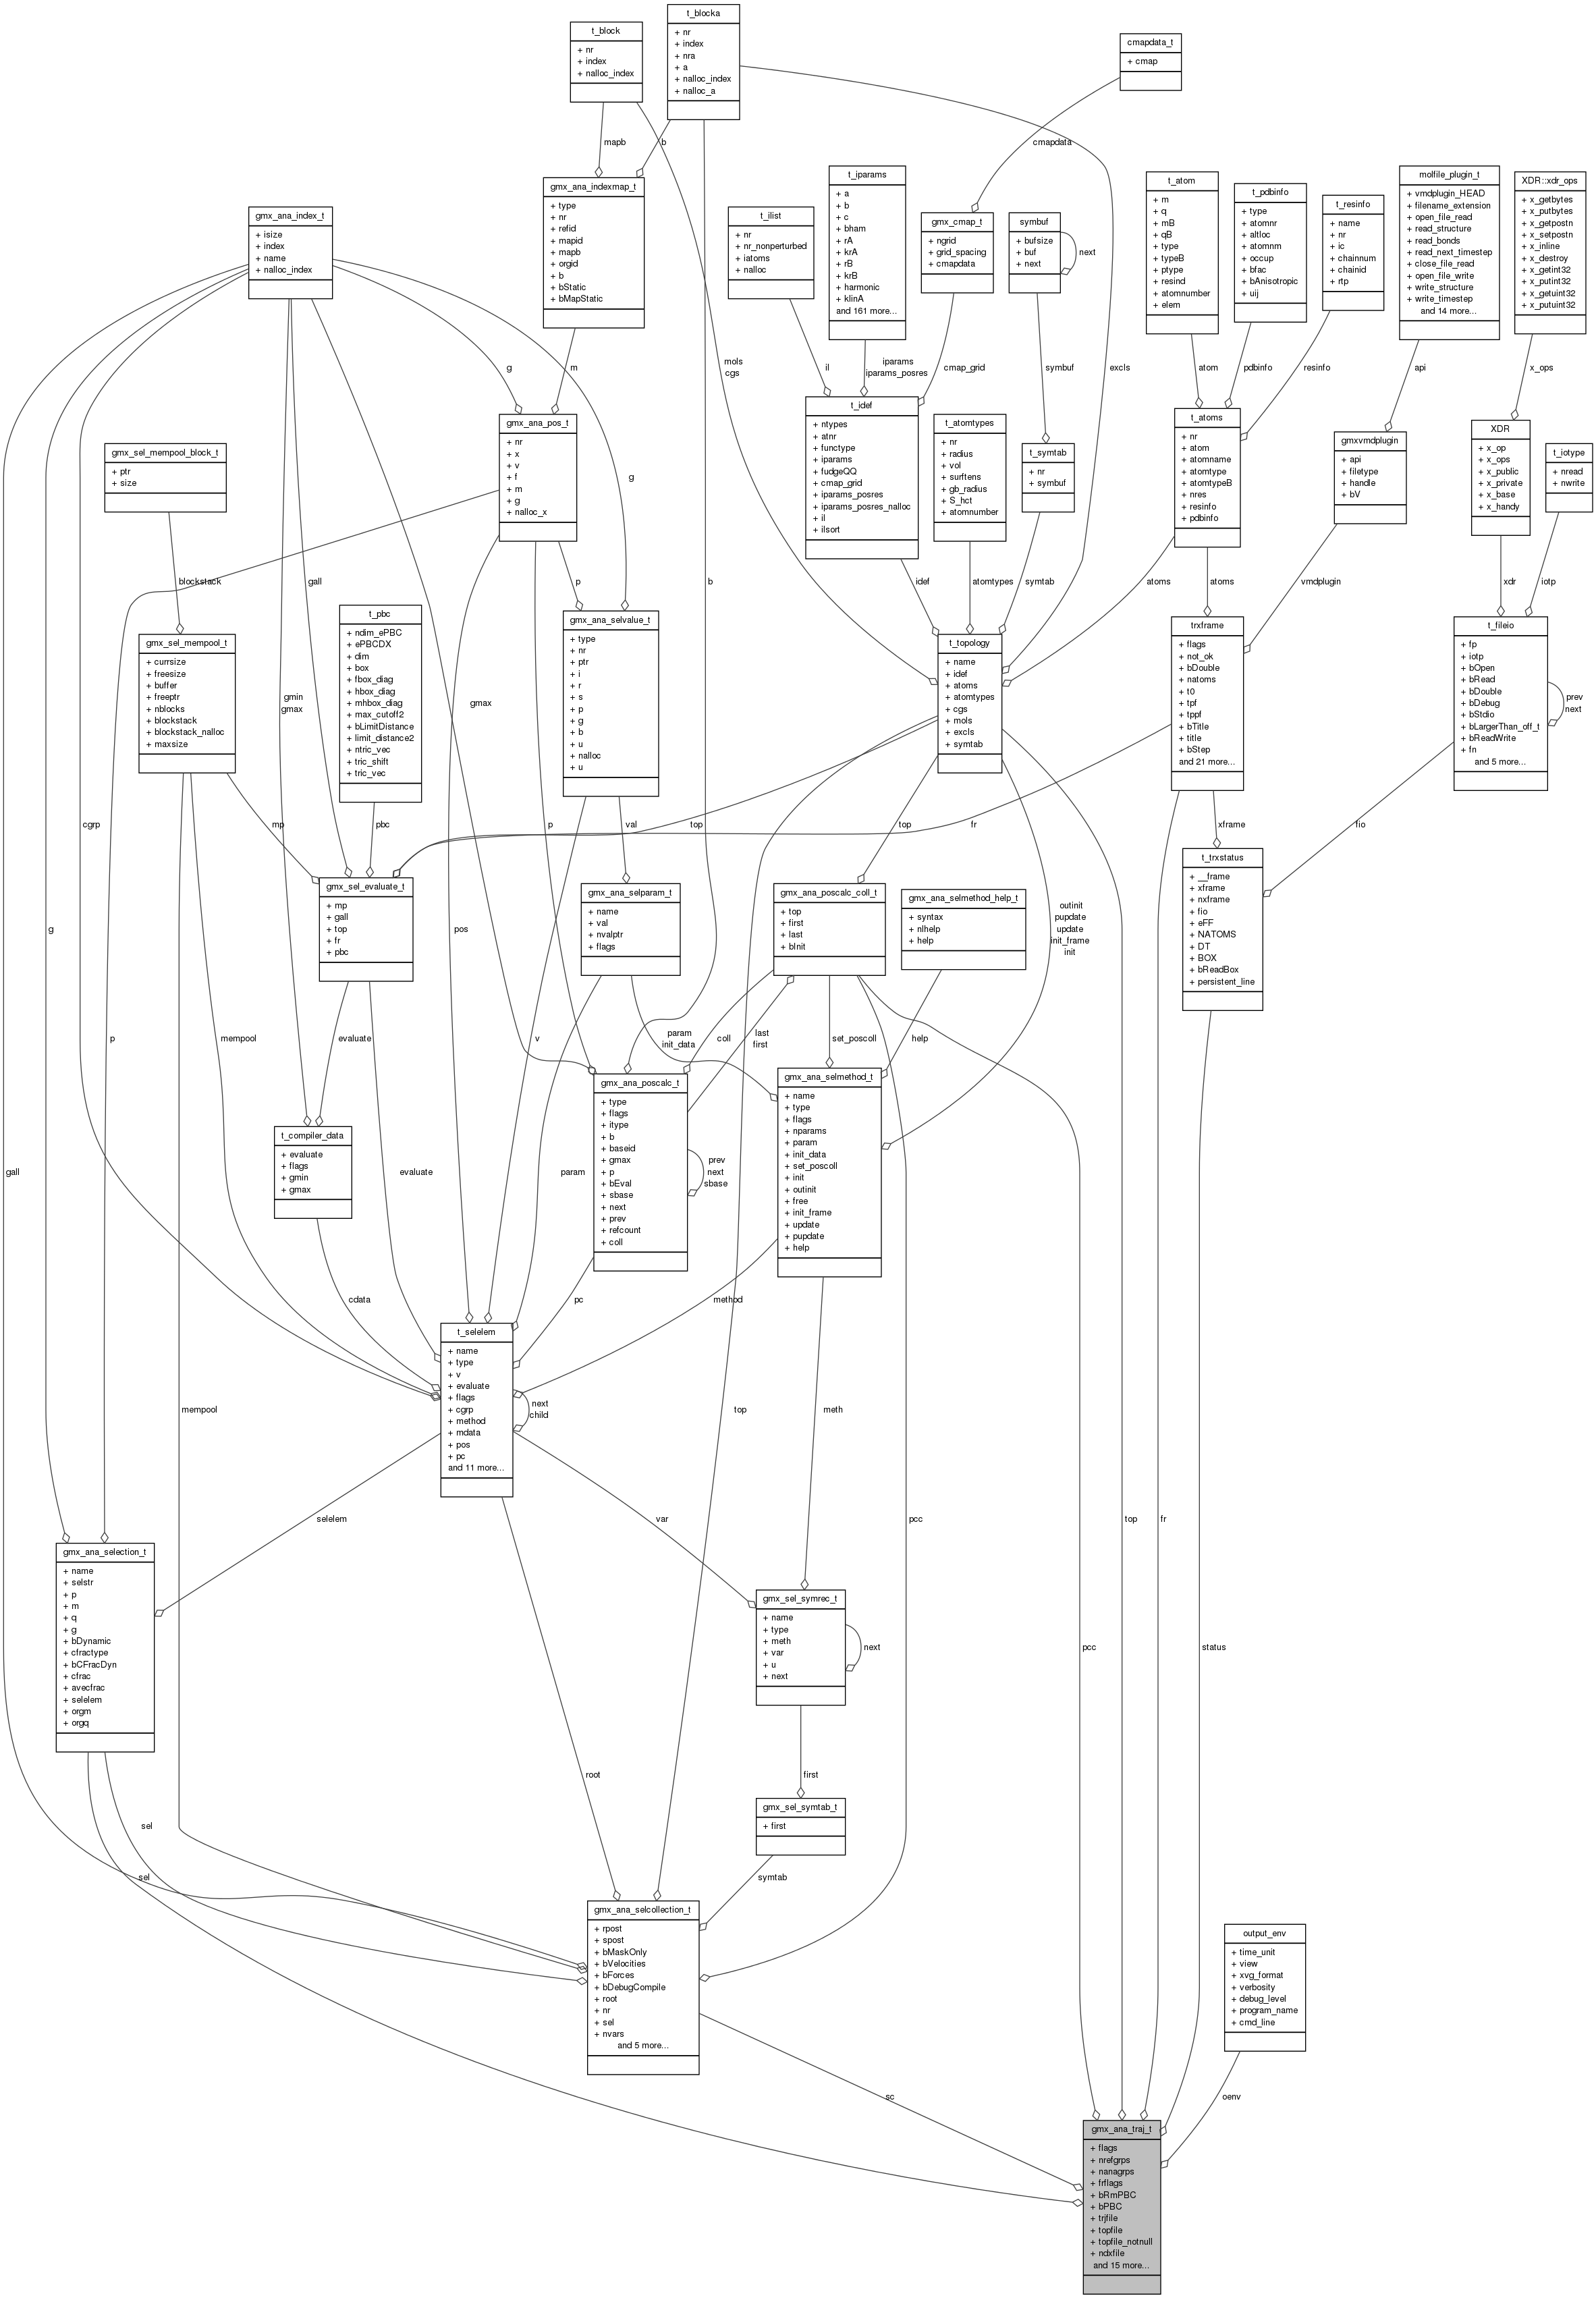 t_blocka
+ nr
+ index
+ nra
+ a
+ nalloc_index
+ nalloc_a
t_block
+ nr
+ index
+ nalloc_index
cmapdata_t
+ cmap
mapb
b
cmapdata
gmx_ana_indexmap_t
+ type
+ nr
+ refid
+ mapid
+ mapb
+ orgid
+ b
+ bStatic
+ bMapStatic
gmx_ana_index_t
+ isize
+ index
+ name
+ nalloc_index
t_ilist
+ nr
+ nr_nonperturbed
+ iatoms
+ nalloc
t_iparams
+ a
+ b
+ c
+ bham
+ rA
+ krA
+ rB
+ krB
+ harmonic
+ klinA
and 161 more...
gmx_cmap_t
+ ngrid
+ grid_spacing
+ cmapdata
symbuf
+ bufsize
+ buf
+ next
next
t_atom
+ m
+ q
+ mB
+ qB
+ type
+ typeB
+ ptype
+ resind
+ atomnumber
+ elem
t_pdbinfo
+ type
+ atomnr
+ altloc
+ atomnm
+ occup
+ bfac
+ bAnisotropic
+ uij
t_resinfo
+ name
+ nr
+ ic
+ chainnum
+ chainid
+ rtp
molfile_plugin_t
+ vmdplugin_HEAD
+ filename_extension
+ open_file_read
+ read_structure
+ read_bonds
+ read_next_timestep
+ close_file_read
+ open_file_write
+ write_structure
+ write_timestep
and 14 more...
XDR::xdr_ops
+ x_getbytes
+ x_putbytes
+ x_getpostn
+ x_setpostn
+ x_inline
+ x_destroy
+ x_getint32
+ x_putint32
+ x_getuint32
+ x_putuint32
g
m
mols
cgs
il
iparams
iparams_posres
cmap_grid
symbuf
excls
atom
pdbinfo
resinfo
api
x_ops
gmx_sel_mempool_block_t
+ ptr
+ size
gmx_ana_pos_t
+ nr
+ x
+ v
+ f
+ m
+ g
+ nalloc_x
t_idef
+ ntypes
+ atnr
+ functype
+ iparams
+ fudgeQQ
+ cmap_grid
+ iparams_posres
+ iparams_posres_nalloc
+ il
+ ilsort
t_atomtypes
+ nr
+ radius
+ vol
+ surftens
+ gb_radius
+ S_hct
+ atomnumber
t_symtab
+ nr
+ symbuf
t_atoms
+ nr
+ atom
+ atomname
+ atomtype
+ atomtypeB
+ nres
+ resinfo
+ pdbinfo
gmxvmdplugin
+ api
+ filetype
+ handle
+ bV
XDR
+ x_op
+ x_ops
+ x_public
+ x_private
+ x_base
+ x_handy
t_iotype
+ nread
+ nwrite
g
blockstack
gall
p
b
idef
atomtypes
symtab
atoms
atoms
vmdplugin
xdr
iotp
gmx_sel_mempool_t
+ currsize
+ freesize
+ buffer
+ freeptr
+ nblocks
+ blockstack
+ blockstack_nalloc
+ maxsize
t_pbc
+ ndim_ePBC
+ ePBCDX
+ dim
+ box
+ fbox_diag
+ hbox_diag
+ mhbox_diag
+ max_cutoff2
+ bLimitDistance
+ limit_distance2
+ ntric_vec
+ tric_shift
+ tric_vec
gmx_ana_selvalue_t
+ type
+ nr
+ ptr
+ i
+ r
+ s
+ p
+ g
+ b
+ u
+ nalloc
+ u
t_topology
+ name
+ idef
+ atoms
+ atomtypes
+ cgs
+ mols
+ excls
+ symtab
trxframe
+ flags
+ not_ok
+ bDouble
+ natoms
+ t0
+ tpf
+ tppf
+ bTitle
+ title
+ bStep
and 21 more...
t_fileio
+ fp
+ iotp
+ bOpen
+ bRead
+ bDouble
+ bDebug
+ bStdio
+ bLargerThan_off_t
+ bReadWrite
+ fn
and 5 more...
prev
next
gmin
gmax
gmax
cgrp
mp
pbc
val
p
top
top
fr
xframe
fio
gmx_sel_evaluate_t
+ mp
+ gall
+ top
+ fr
+ pbc
gmx_ana_selparam_t
+ name
+ val
+ nvalptr
+ flags
gmx_ana_poscalc_coll_t
+ top
+ first
+ last
+ bInit
gmx_ana_selmethod_help_t
+ syntax
+ nlhelp
+ help
t_trxstatus
+ __frame
+ xframe
+ nxframe
+ fio
+ eFF
+ NATOMS
+ DT
+ BOX
+ bReadBox
+ persistent_line
outinit
pupdate
update
init_frame
init
g
pos
p
mempool
evaluate
v
param
init_data
coll
last
first
set_poscoll
help
gmx_ana_poscalc_t
+ type
+ flags
+ itype
+ b
+ baseid
+ gmax
+ p
+ bEval
+ sbase
+ next
+ prev
+ refcount
+ coll
prev
next
sbase
gmx_ana_selmethod_t
+ name
+ type
+ flags
+ nparams
+ param
+ init_data
+ set_poscoll
+ init
+ outinit
+ free
+ init_frame
+ update
+ pupdate
+ help
t_compiler_data
+ evaluate
+ flags
+ gmin
+ gmax
gall
evaluate
param
cdata
pc
method
t_selelem
+ name
+ type
+ v
+ evaluate
+ flags
+ cgrp
+ method
+ mdata
+ pos
+ pc
and 11 more...
next
child
mempool
top
meth
selelem
var
pcc
top
fr
gmx_ana_selection_t
+ name
+ selstr
+ p
+ m
+ q
+ g
+ bDynamic
+ cfractype
+ bCFracDyn
+ cfrac
+ avecfrac
+ selelem
+ orgm
+ orgq
gmx_sel_symrec_t
+ name
+ type
+ meth
+ var
+ u
+ next
next
pcc
status
root
first
gmx_sel_symtab_t
+ first
sel
sel
symtab
gmx_ana_selcollection_t
+ rpost
+ spost
+ bMaskOnly
+ bVelocities
+ bForces
+ bDebugCompile
+ root
+ nr
+ sel
+ nvars
and 5 more...
output_env
+ time_unit
+ view
+ xvg_format
+ verbosity
+ debug_level
+ program_name
+ cmd_line
sc
oenv
gmx_ana_traj_t
+ flags
+ nrefgrps
+ nanagrps
+ frflags
+ bRmPBC
+ bPBC
+ trjfile
+ topfile
+ topfile_notnull
+ ndxfile
and 15 more...